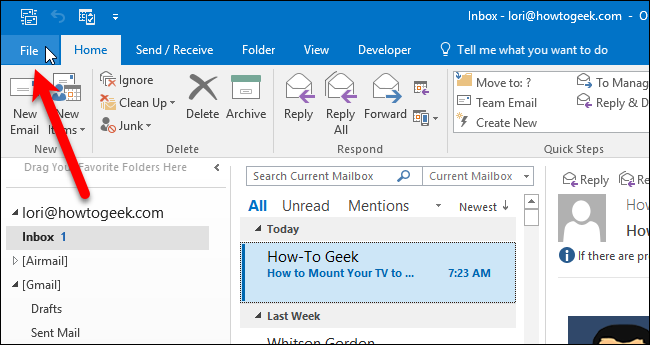 Inbox - lori@howtogeek.com - O
File Home Send / Receive Folder View Developer Tell me what you want to do
New Email
New Items
Ignore
Clean Up
Junk
Delete
Archive
Reply
Reply All
Forward
Move to: ?
Team Email
Create New
To Manag
Reply & D
New Delete Respond Quick Steps
Drag Your Favorite Folders Here
lori@howtogeek.com
Inbox 1
[Airmail]
[Gmail]
Drafts
Sent Mail
Search Current Mailbox Current Mailbox
All Unread Mentions Newest
Today
How-To Geek
How to Mount Your TV to ... 7:23 AM
Last Week
Whitson Gordon
Reply Re
How
How
If there are pr